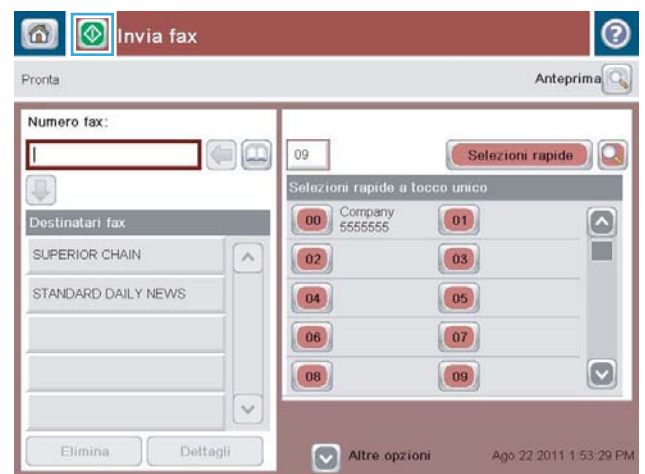 Invia fax
Pronta
Anteprima
Numero fax:
09
Selezioni rapide
Selezioni rapide a tocco unico
Destinatari fax
00 Company 01
5555555
SUPERIOR CHAIN
02 03
STANDARD DAILY NEWS
04 05
06 07
08 09
Elimina Dettagli
Altre opzioni
Ago 22 2011 1:53:29 PM